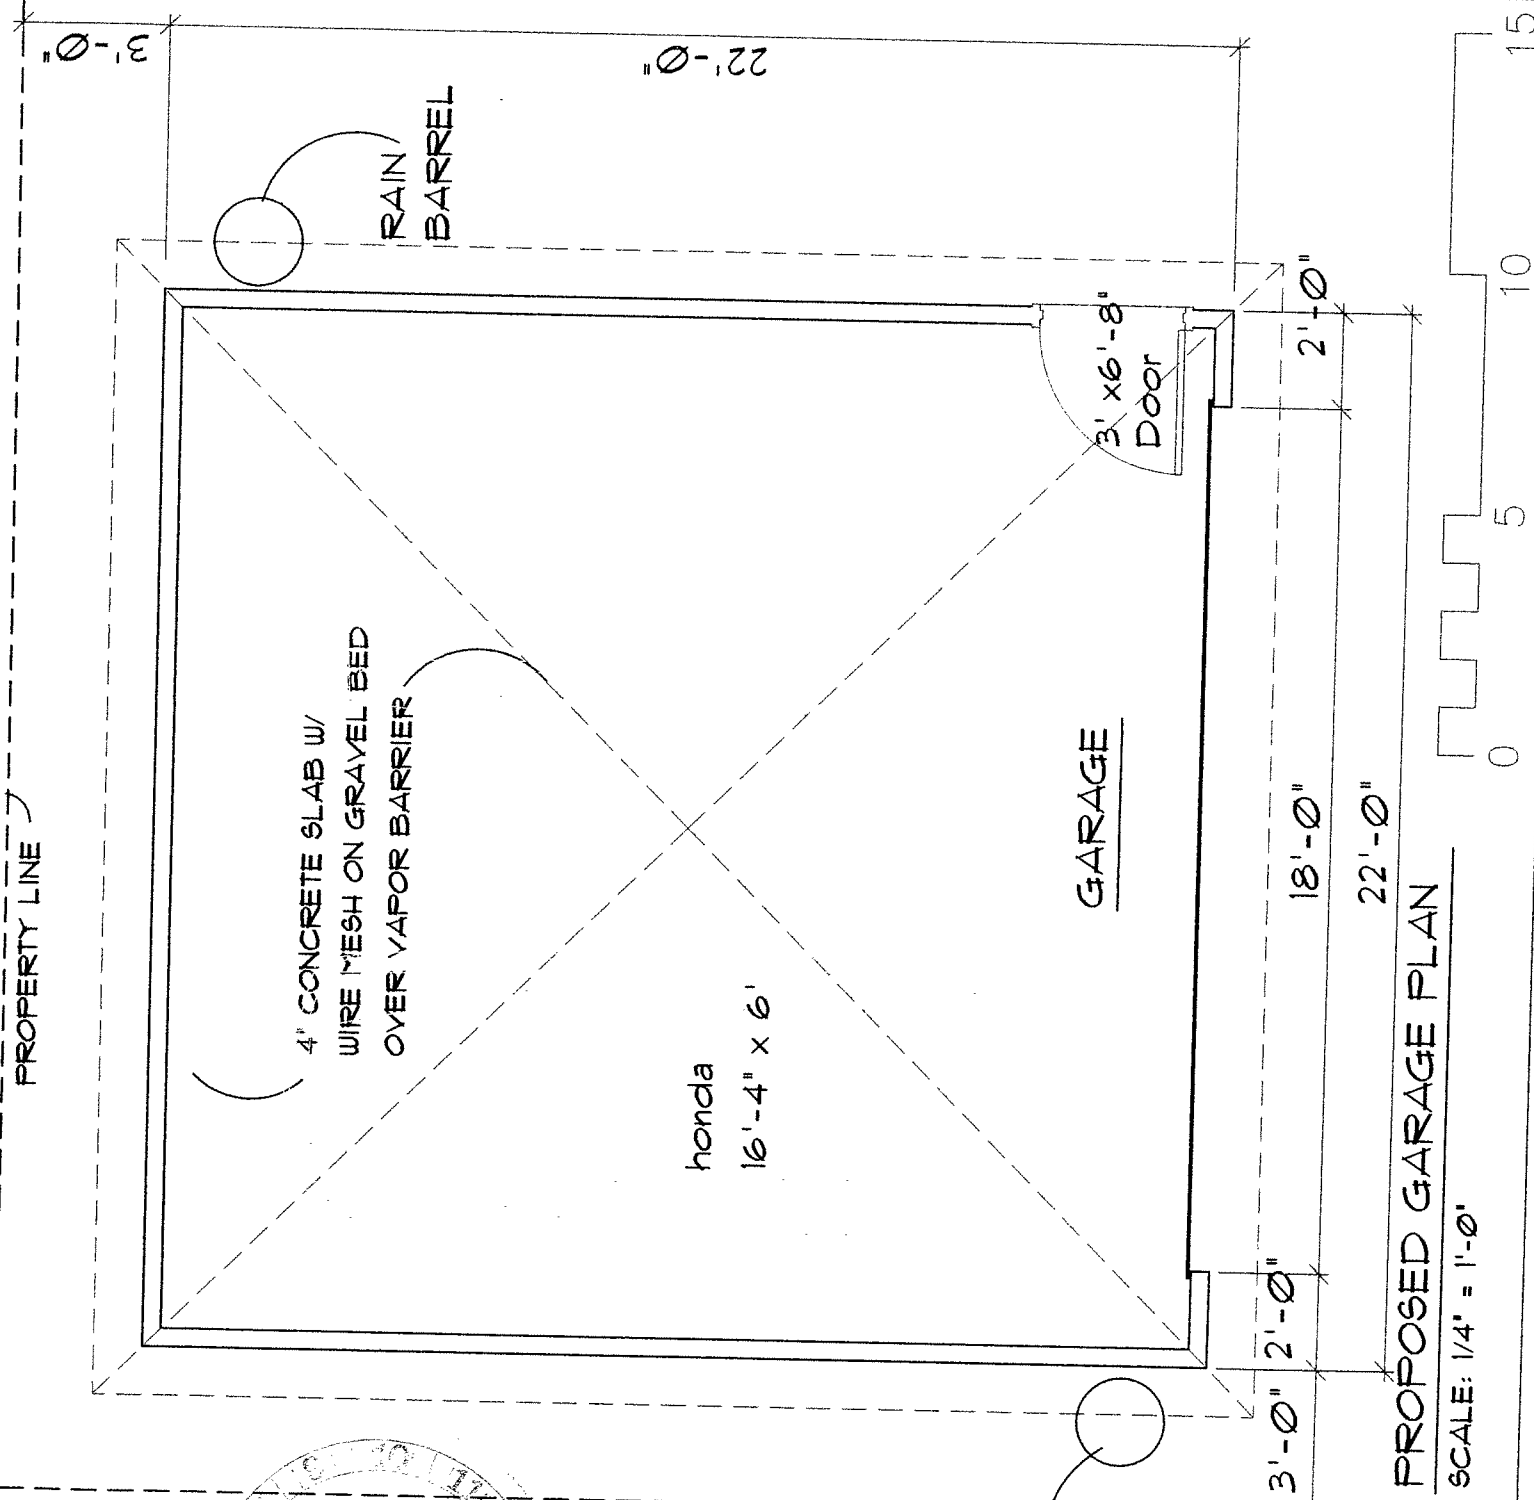 PROPERTY LINE
3'-0"
22'-0"
RAIN
BARREL
4" CONCRETE SLAB W/
WIRE MESH ON GRAVEL BED
OVER VAPOR BARRIER
honda
16'-4" x 6'
GARAGE
3' x6'-8"
Door
3'-0"
2'-0"
18'-0"
2'-0"
22'-0"
PROPOSED GARAGE PLAN
SCALE: 1/4" = 1'-0"
0
5
10
15